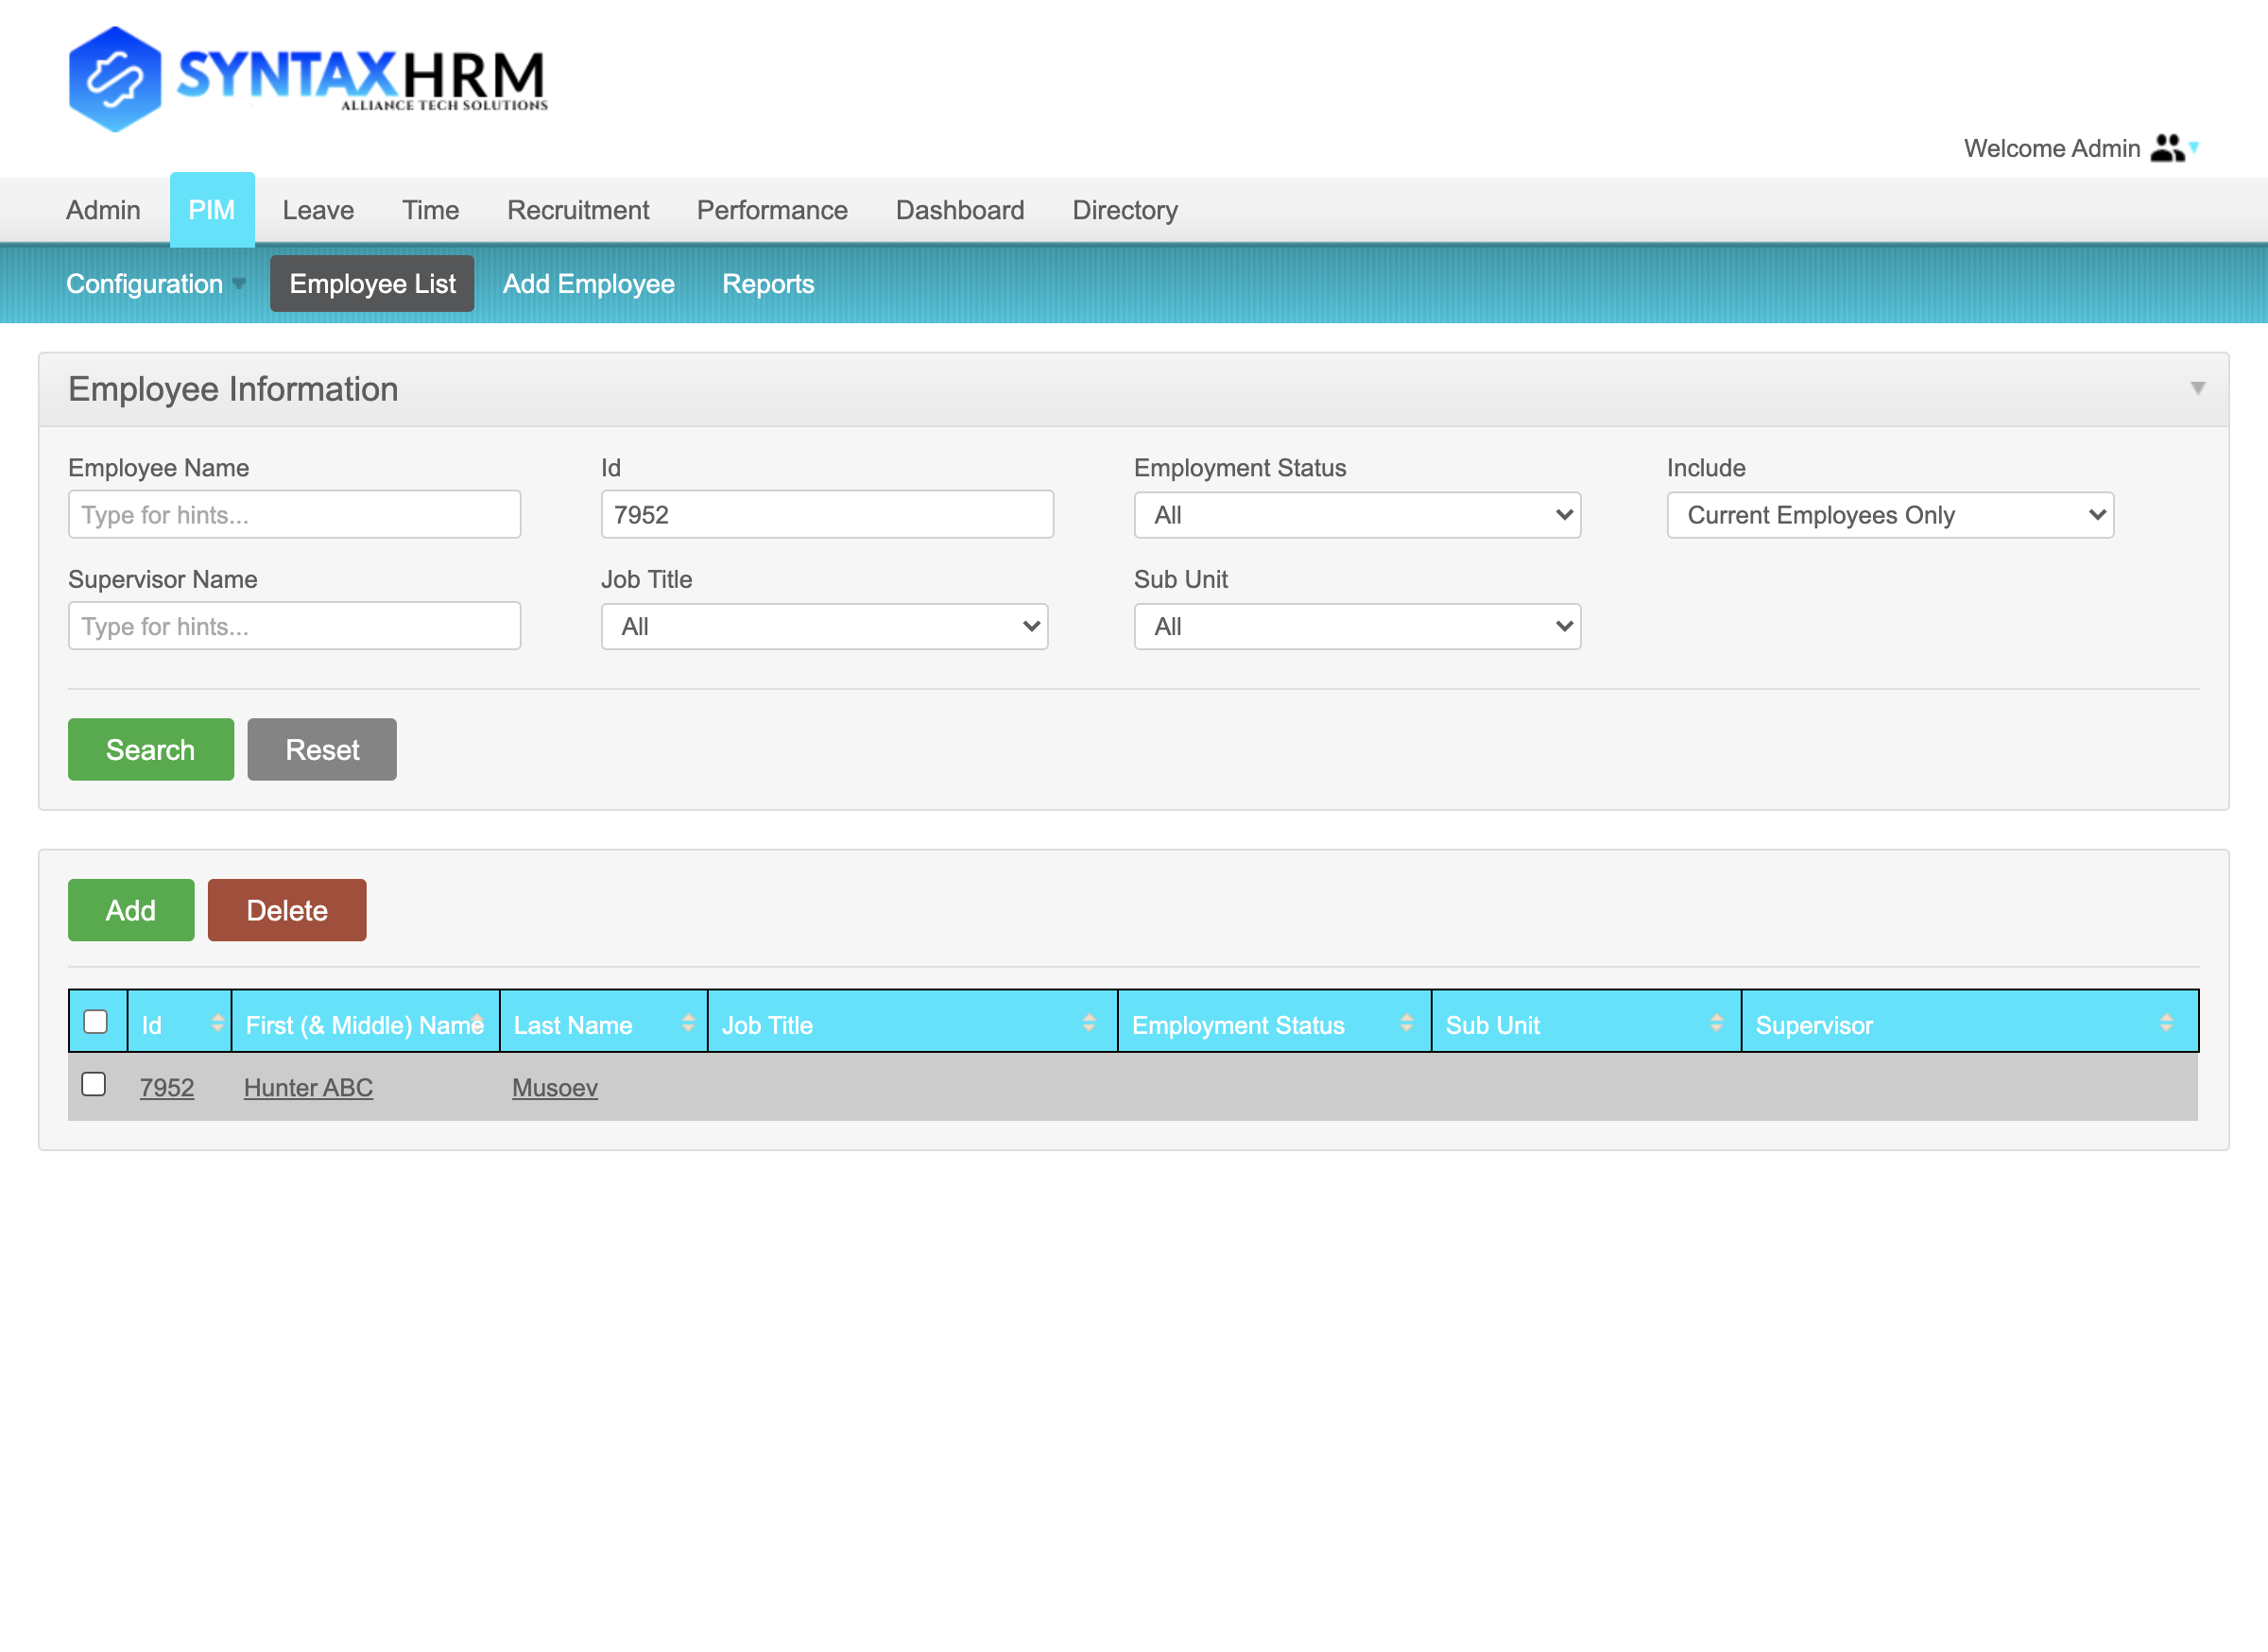 SYNTAXHRM
ALLIANCE TECH SOLUTIONS
Welcome Admin
Admin PIM Leave Time Recruitment Performance Dashboard Directory
Configuration Employee List Add Employee Reports
Employee Information
Employee Name Id Employment Status Include
Type for hints... 7952 All Current Employees Only
Supervisor Name Job Title Sub Unit
Type for hints... All All
Search Reset
Add Delete
Id First (& Middle) Name Last Name Job Title Employment Status Sub Unit Supervisor
7952 Hunter ABC Musoev